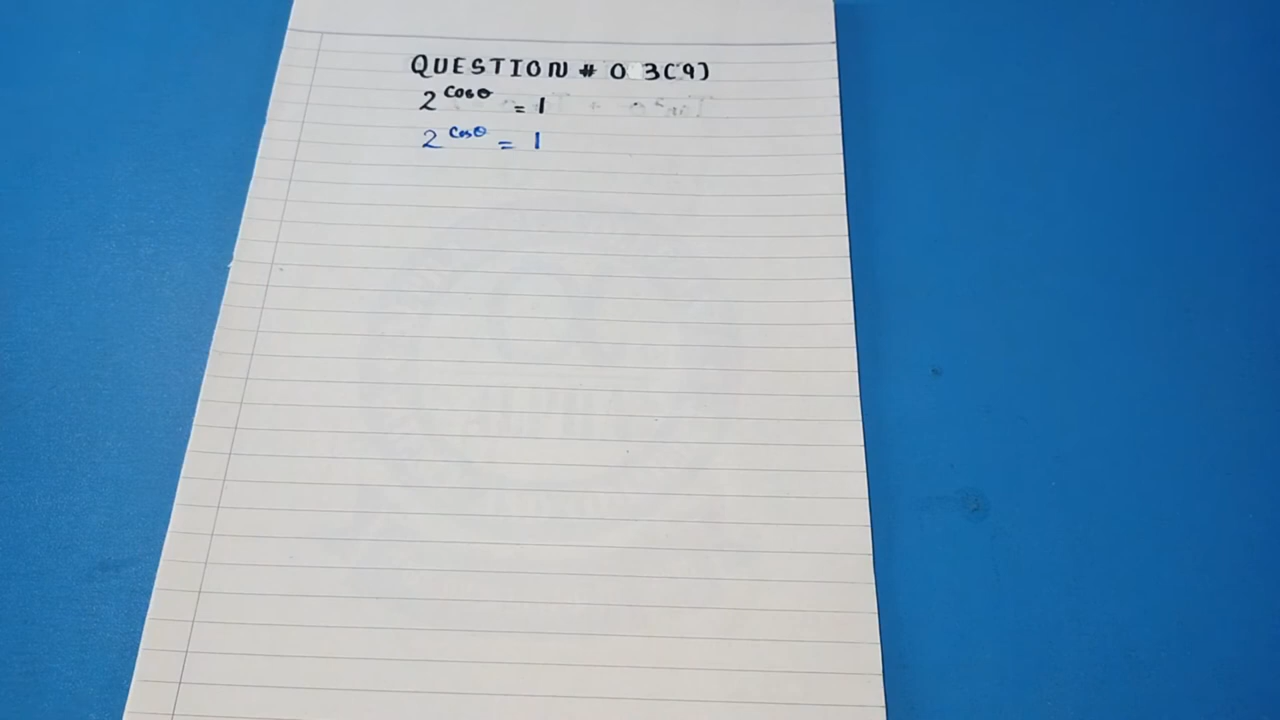 QUESTION # 0 3(9)
2^cosθ = 1
2^cosθ = 1